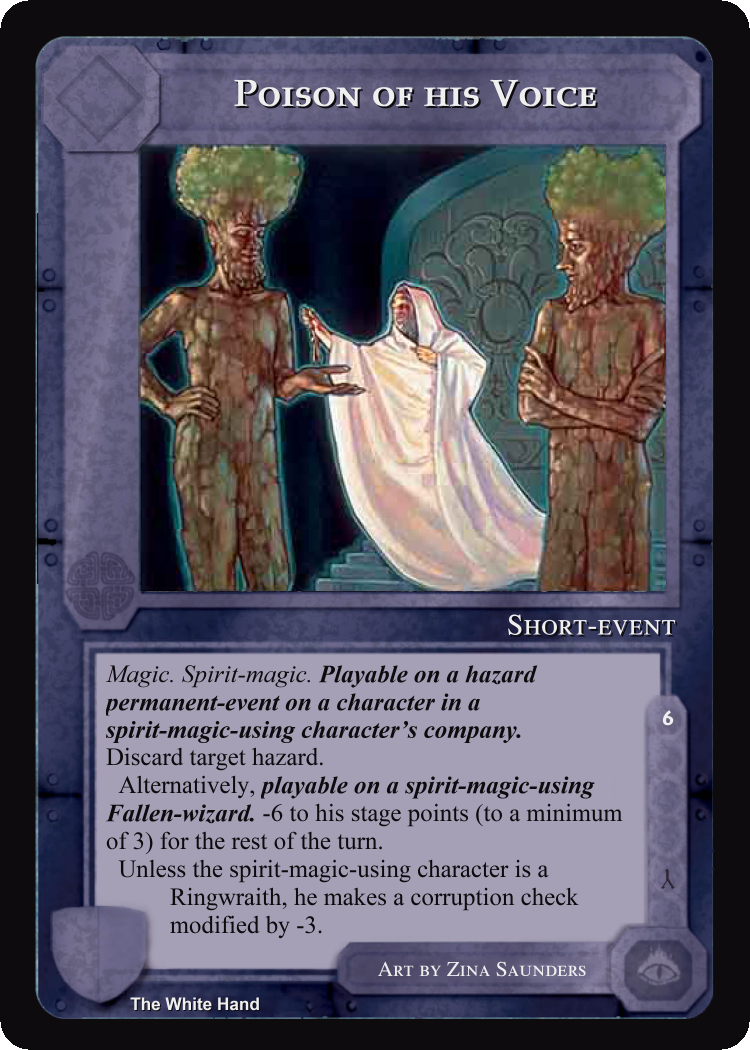 Poison of his Voice
Short-event
Magic. Spirit-magic. Playable on a hazard
permanent-event on a character in a
spirit-magic-using character's company.
Discard target hazard.
Alternatively, playable on a spirit-magic-using
Fallen-wizard. -6 to his stage points (to a minimum
of 3) for the rest of the turn.
Unless the spirit-magic-using character is a
Ringwraith, he makes a corruption check
modified by -3.
6
Art by Zina Saunders
The White Hand